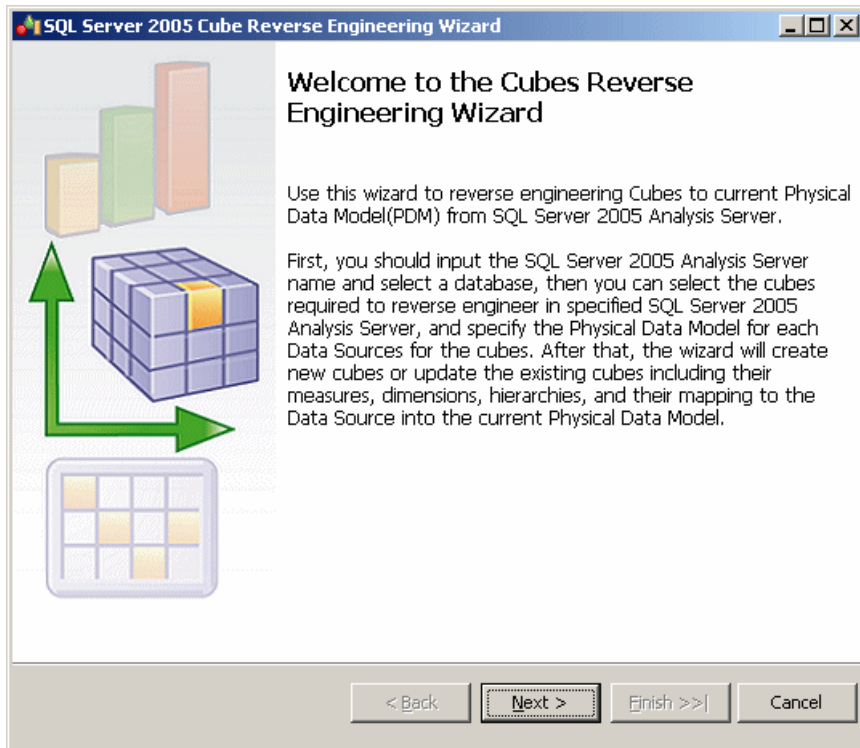 SQL Server 2005 Cube Reverse Engineering Wizard
Welcome to the Cubes Reverse
Engineering Wizard
Use this wizard to reverse engineering Cubes to current Physical
Data Model(PDM) from SQL Server 2005 Analysis Server.
First, you should input the SQL Server 2005 Analysis Server
name and select a database, then you can select the cubes
required to reverse engineer in specified SQL Server 2005
Analysis Server, and specify the Physical Data Model for each
Data Sources for the cubes. After that, the wizard will create
new cubes or update the existing cubes including their
measures, dimensions, hierarchies, and their mapping to the
Data Source into the current Physical Data Model.
< Back Next > Finish >>| Cancel